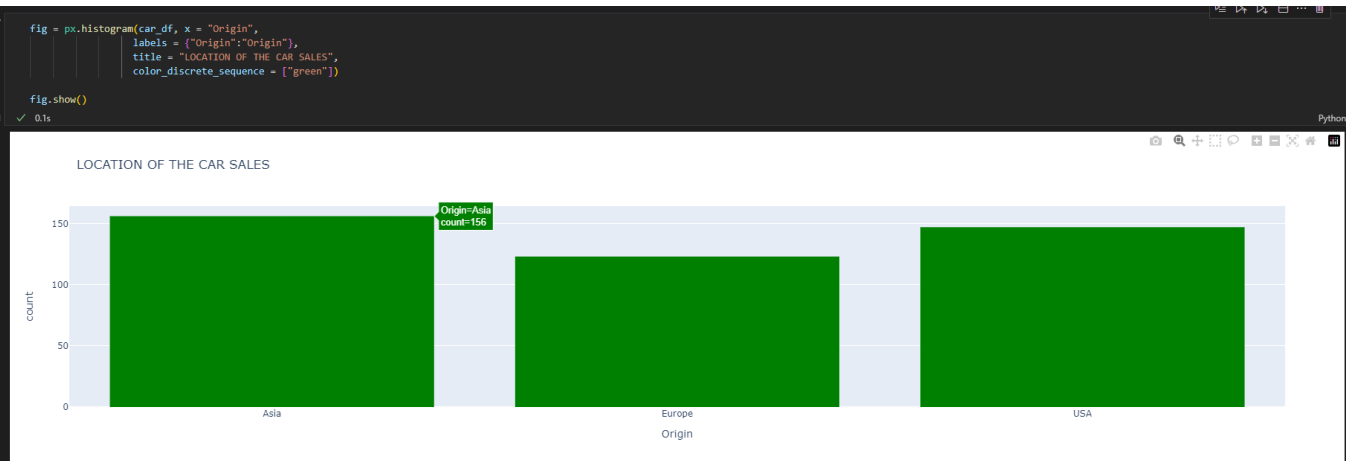 fig = px.histogram(car_df, x = "Origin",
labels = {"Origin":"Origin"},
title = "LOCATION OF THE CAR SALES",
color_discrete_sequence = ["green"])
fig.show()
0.1s
Python
LOCATION OF THE CAR SALES
Origin=Asia
count=156
150
100
50
0
count
Asia
Europe
USA
Origin